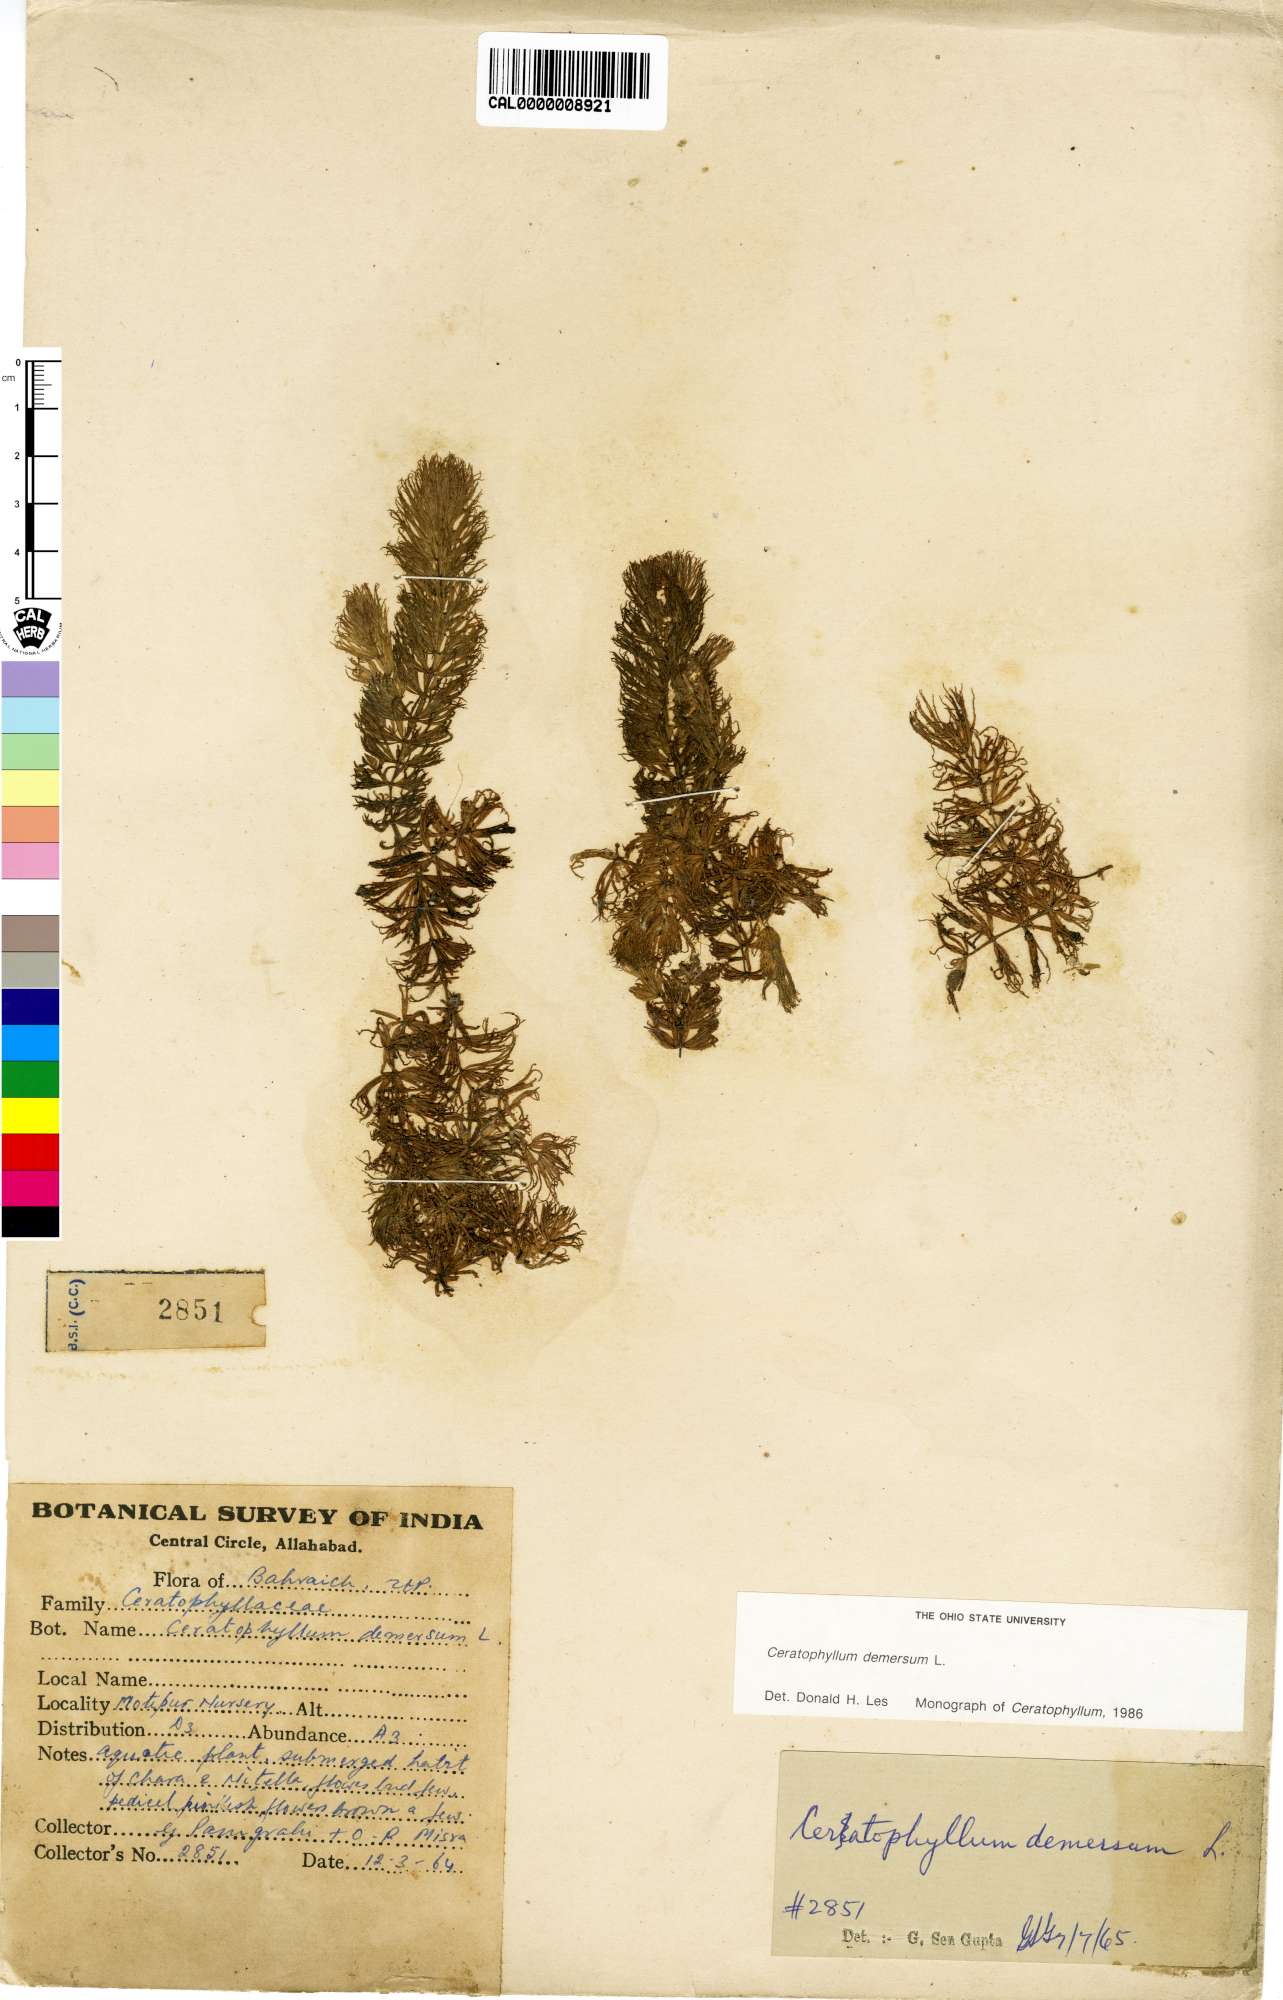 CAL0000008921
0
cm
1
2
3
4
5
CAL
HERB
B.S.I. (C.C.)
2851
BOTANICAL SURVEY OF INDIA
Central Circle, Allahabad.
Flora of Bahraich, U.P.
Family Ceratophyllaceae
Bot. Name Ceratophyllum demersum L.
Local Name
Locality Motipur Nursery Alt.
Distribution D3 Abundance A3
Notes aquatic plant, submerged habit
of Chara & Nitella, flower bud few,
pedicel pinkish flowers brown a few.
Collector G Panigrahi + O. P. Misra
Collector's No. 2851 Date 12-3-64
THE OHIO STATE UNIVERSITY
Ceratophyllum demersum L.
Det. Donald H. Les Monograph of Ceratophyllum, 1986
Ceratophyllum demersum L.
#2851
Det. :- G. Sen Gupta 7/7/65.